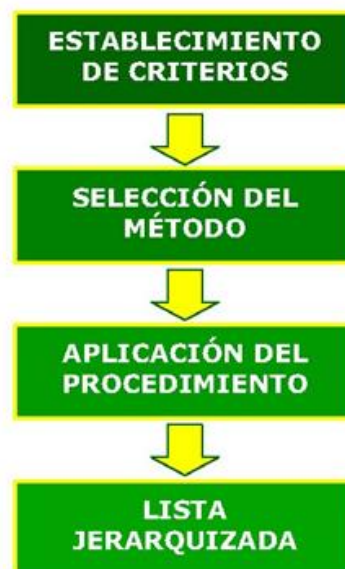 ESTABLECIMIENTO
DE CRITERIOS
SELECCIÓN DEL
MÉTODO
APLICACIÓN DEL
PROCEDIMIENTO
LISTA
JERARQUIZADA